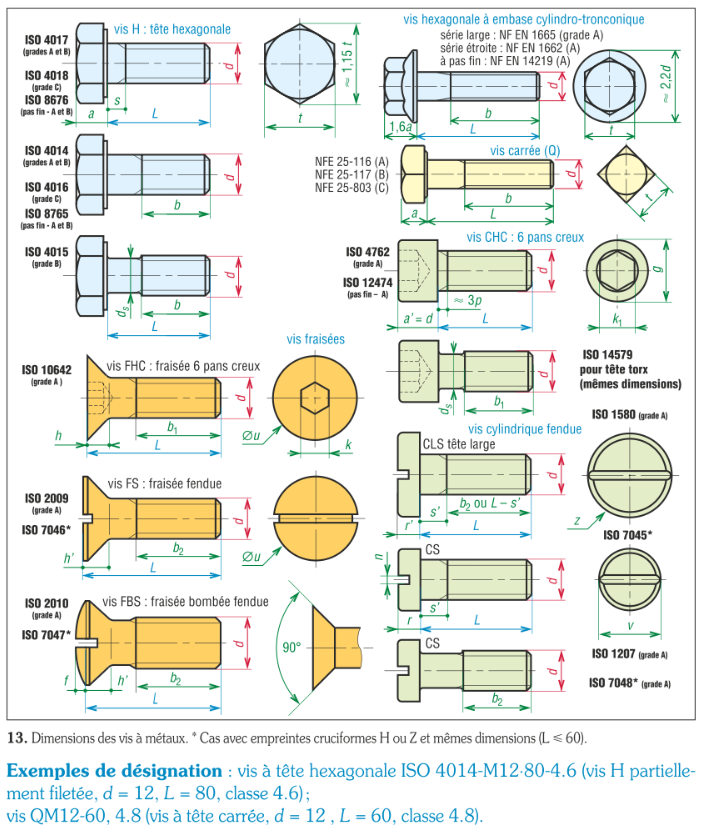 vis H : tête hexagonale
ISO 4017
(grades A et B)
ISO 4018
(grade C)
ISO 8676
(pas fin - A et B)
d
s
a
L
≈ 1,15 t
t
vis hexagonale à embase cylindro-tronconique
série large : NF EN 1665 (grade A)
série étroite : NF EN 1662 (A)
à pas fin : NF EN 14219 (A)
d
b
1,6a
L
t
≈ 2,2d
ISO 4014
(grades A et B)
ISO 4016
(grade C)
ISO 8765
(pas fin - A et B)
d
b
vis carrée (Q)
NFE 25-116 (A)
NFE 25-117 (B)
NFE 25-803 (C)
d
b
a
L
t
ISO 4015
(grade B)
d
ds
b
L
vis CHC : 6 pans creux
ISO 4762
(grade A)
ISO 12474
(pas fin – A)
d
≈ 3p
a' = d
L
g
k1
vis fraisées
ISO 10642
(grade A )
vis FHC : fraisée 6 pans creux
d
h
b1
L
Øu
k
d
ds
b1
ISO 14579
pour tête torx
(mêmes dimensions)
vis cylindrique fendue
ISO 1580 (grade A)
CLS tête large
d
s'
b2 ou L – s'
r'
L
z
ISO 7045*
vis FS : fraisée fendue
ISO 2009
(grade A)
ISO 7046*
d
h'
b2
L
Øu
CS
n
d
s'
r
L
v
ISO 1207 (grade A)
ISO 7048* (grade A)
ISO 2010
(grade A)
ISO 7047*
vis FBS : fraisée bombée fendue
d
f
h'
b2
L
90°
CS
d
b2
13. Dimensions des vis à métaux. * Cas avec empreintes cruciformes H ou Z et mêmes dimensions (L ⩽ 60).
Exemples de désignation : vis à tête hexagonale ISO 4014-M12·80-4.6 (vis H partielle-
ment filetée, d = 12, L = 80, classe 4.6) ;
vis QM12-60, 4.8 (vis à tête carrée, d = 12 , L = 60, classe 4.8).